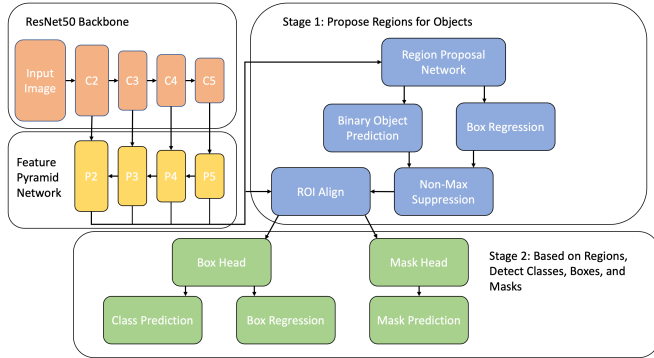 ResNet50 Backbone
Input
Image
C2
C3
C4
C5
Feature
Pyramid
Network
P2
P3
P4
P5
Stage 1: Propose Regions for Objects
Region Proposal
Network
Binary Object
Prediction
Box Regression
ROI Align
Non-Max
Suppression
Stage 2: Based on Regions,
Detect Classes, Boxes, and
Masks
Box Head
Mask Head
Class Prediction
Box Regression
Mask Prediction